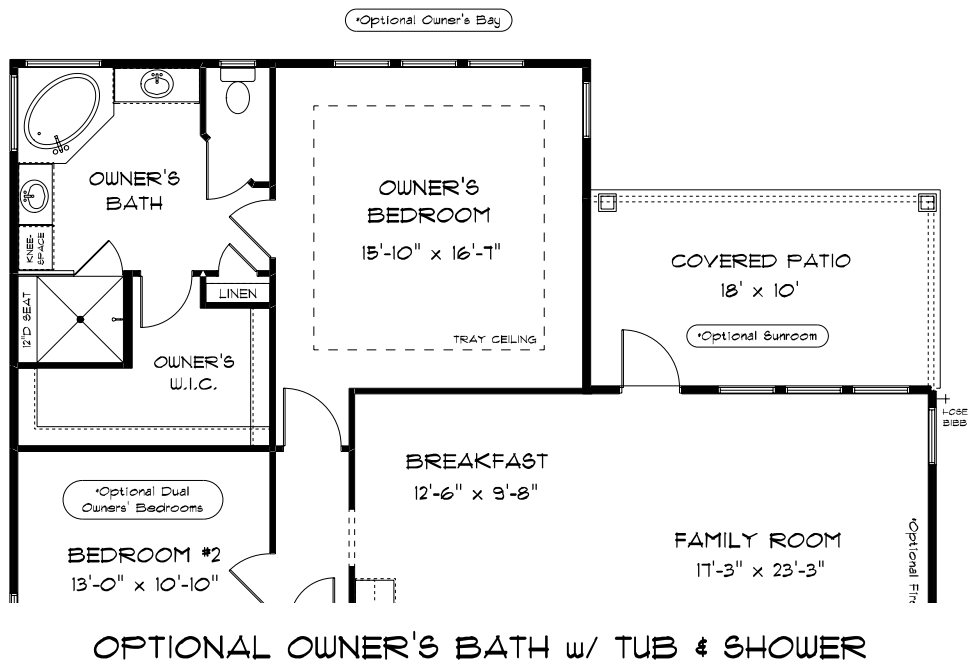 *Optional Owner's Bay
OWNER'S
BATH
OWNER'S
BEDROOM
15'-10" x 16'-7"
KNEE-
SPACE
COVERED PATIO
18' x 10'
LINEN
12"D SEAT
TRAY CEILING
*Optional Sunroom
OWNER'S
W.I.C.
HOSE
BIBB
BREAKFAST
12'-6" x 9'-8"
*Optional Dual
Owners' Bedrooms
FAMILY ROOM
17'-3" x 23'-3"
*Optional Fir
BEDROOM #2
13'-0" x 10'-10"
OPTIONAL OWNER'S BATH w/ TUB & SHOWER